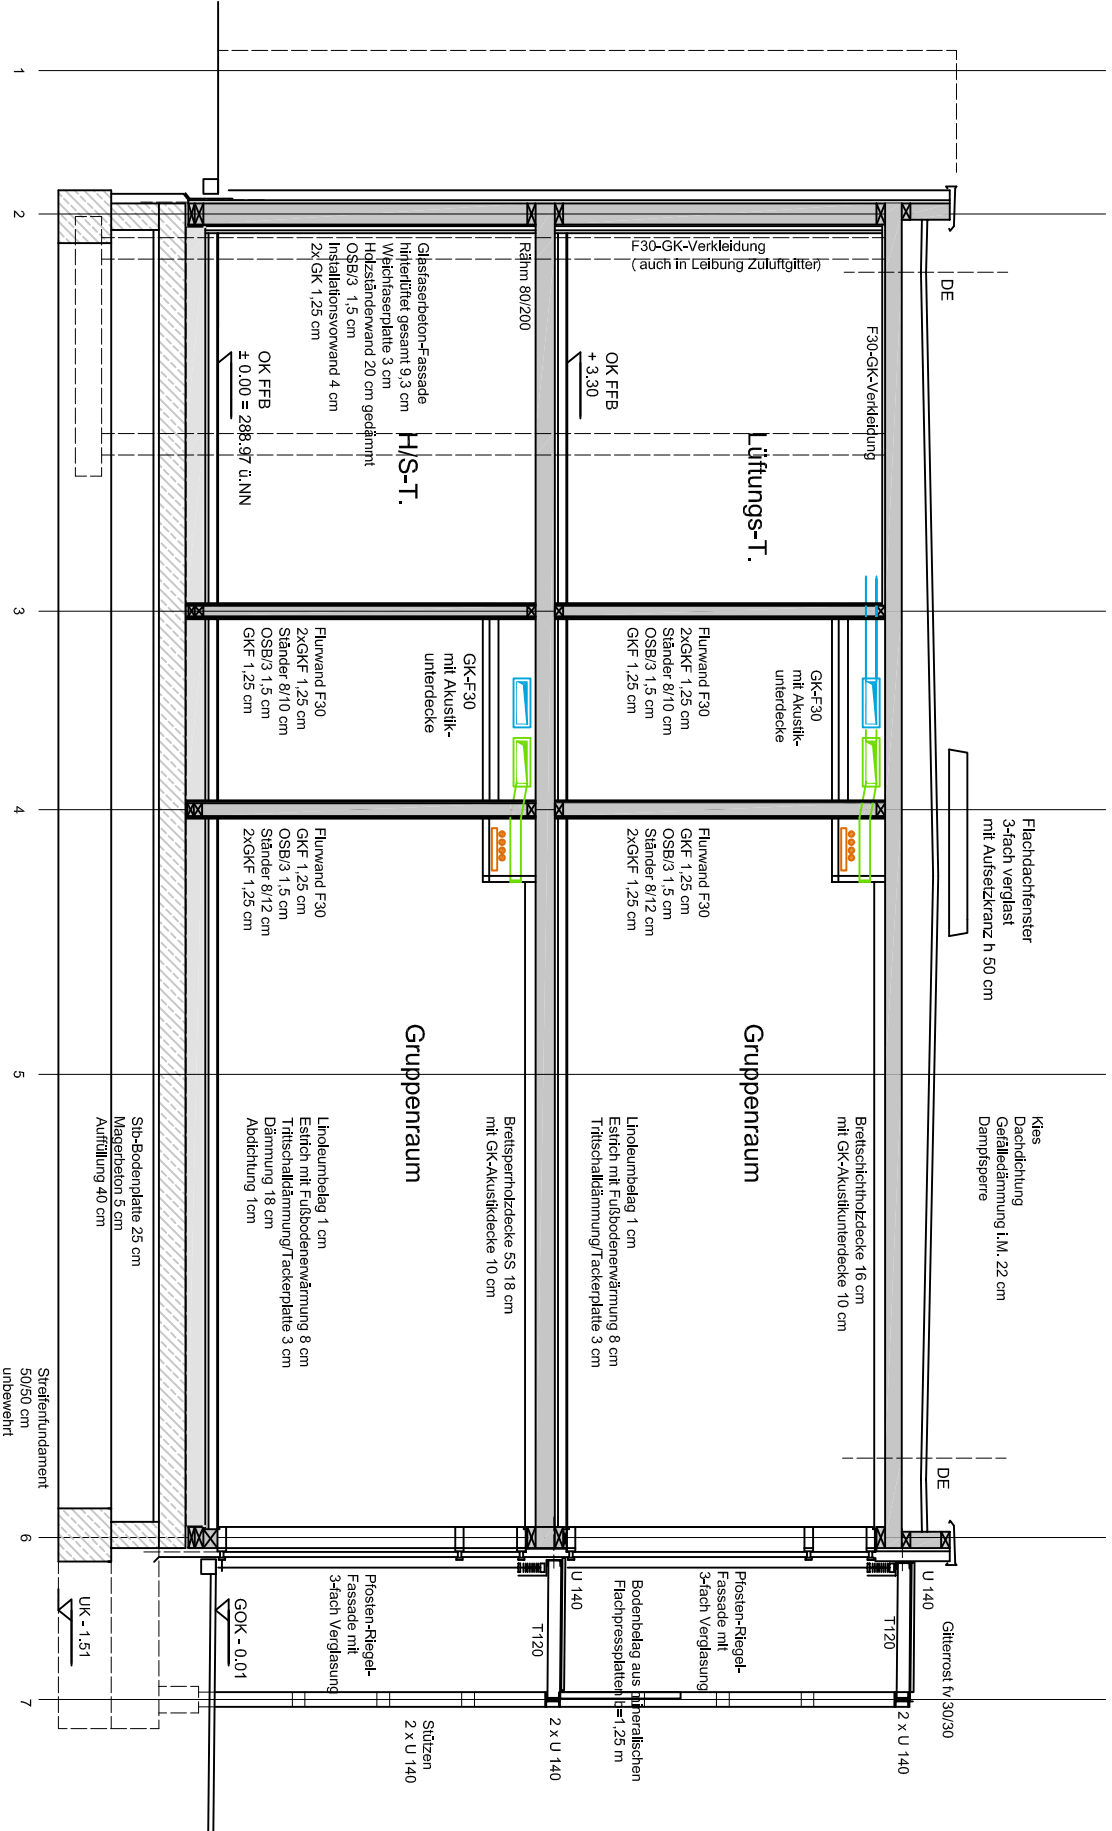 Kies
Dachdichtung
Gefälledämmung i.M. 22 cm
Dampfsperre
Flachdachfenster
3-fach verglast
mit Aufsetzkranz h 50 cm
DE
DE
Gitterrost fv 30/30
F30-GK-Verkleidung
F30-GK-Verkleidung
( auch in Leibung Zuluftgitter)
Lüftungs-T.
OK FFB
+ 3.30
GK-F30
mit Akustik-
unterdecke
Flurwand F30
2xGKF 1,25 cm
Ständer 8/10 cm
OSB/3 1,5 cm
GKF 1,25 cm
Flurwand F30
GKF 1,25 cm
OSB/3 1,5 cm
Ständer 8/12 cm
2xGKF 1,25 cm
Gruppenraum
Brettschichtholzdecke 16 cm
mit GK-Akustikunterdecke 10 cm
Linoleumbelag 1 cm
Estrich mit Fußbodenerwärmung 8 cm
Trittschalldämmung/Tackerplatte 3 cm
U 140
T120
2 x U 140
Pfosten-Riegel-
Fassade mit
3-fach Verglasung
Bodenbelag aus mineralischen
Flachpressplatten b=1,25 m
U 140
T120
2 x U 140
Rähm 80/200
Glasfaserbeton-Fassade
hinterlüftet gesamt 9,3 cm
Weichfaserplatte 3 cm
Holzständerwand 20 cm gedämmt
OSB/3 1,5 cm
Installationsvorwand 4 cm
2x GK 1,25 cm
H/S-T.
OK FFB
± 0.00 = 288.97 ü.NN
GK-F30
mit Akustik-
unterdecke
Flurwand F30
2xGKF 1,25 cm
Ständer 8/10 cm
OSB/3 1,5 cm
GKF 1,25 cm
Flurwand F30
GKF 1,25 cm
OSB/3 1,5 cm
Ständer 8/12 cm
2xGKF 1,25 cm
Gruppenraum
Brettsperrholzdecke 5S 18 cm
mit GK-Akustikdecke 10 cm
Linoleumbelag 1 cm
Estrich mit Fußbodenerwärmung 8 cm
Trittschalldämmung/Tackerplatte 3 cm
Dämmung 18 cm
Abdichtung 1cm
Pfosten-Riegel-
Fassade mit
3-fach Verglasung
Stützen
2 x U 140
GOK - 0.01
Stb-Bodenplatte 25 cm
Magerbeton 5 cm
Auffüllung 40 cm
UK - 1.51
Streifenfundament
50/50 cm
unbewehrt
1
2
3
4
5
6
7